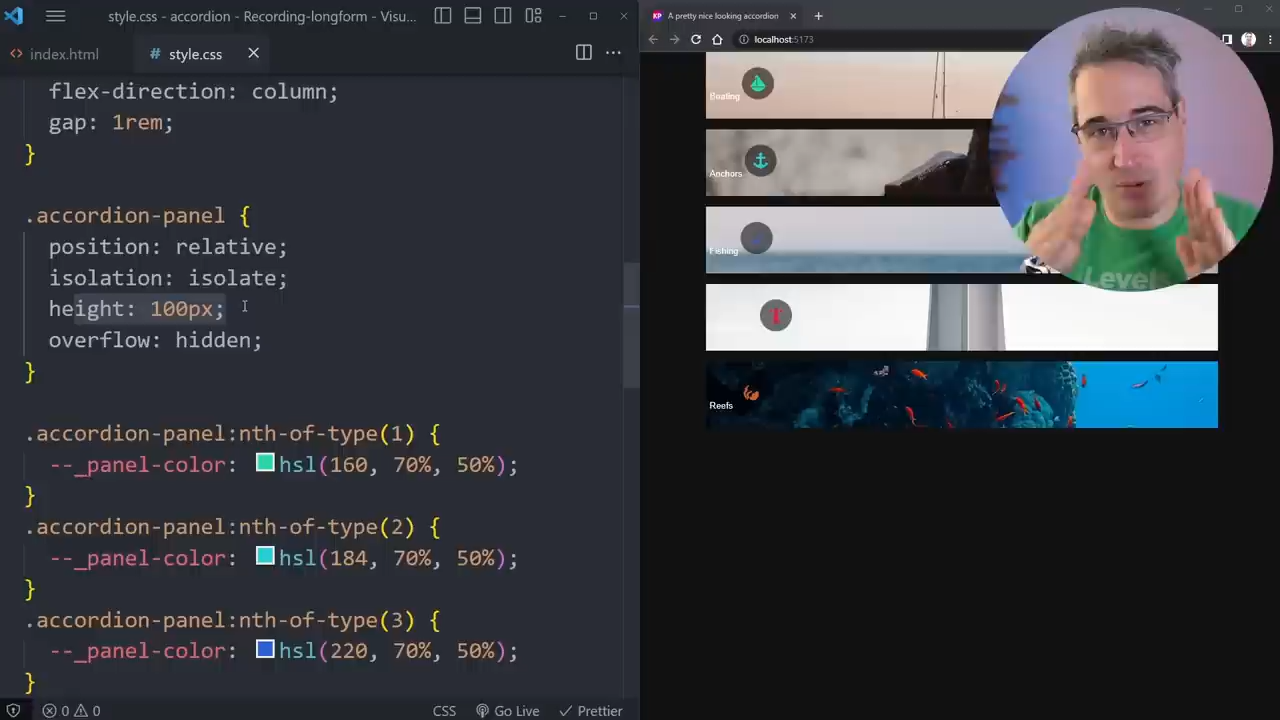 style.css - accordion - Recording-longform - Visu...
index.html
# style.css
flex-direction: column;
gap: 1rem;
}
.accordion-panel {
position: relative;
isolation: isolate;
height: 100px;
overflow: hidden;
}
.accordion-panel:nth-of-type(1) {
--_panel-color: hsl(160, 70%, 50%);
}
.accordion-panel:nth-of-type(2) {
--_panel-color: hsl(184, 70%, 50%);
}
.accordion-panel:nth-of-type(3) {
--_panel-color: hsl(220, 70%, 50%);
}
0 0
CSS
Go Live
Prettier
KP A pretty nice looking accordion
localhost:5173
Boating
Anchors
Fishing
Reefs
Level